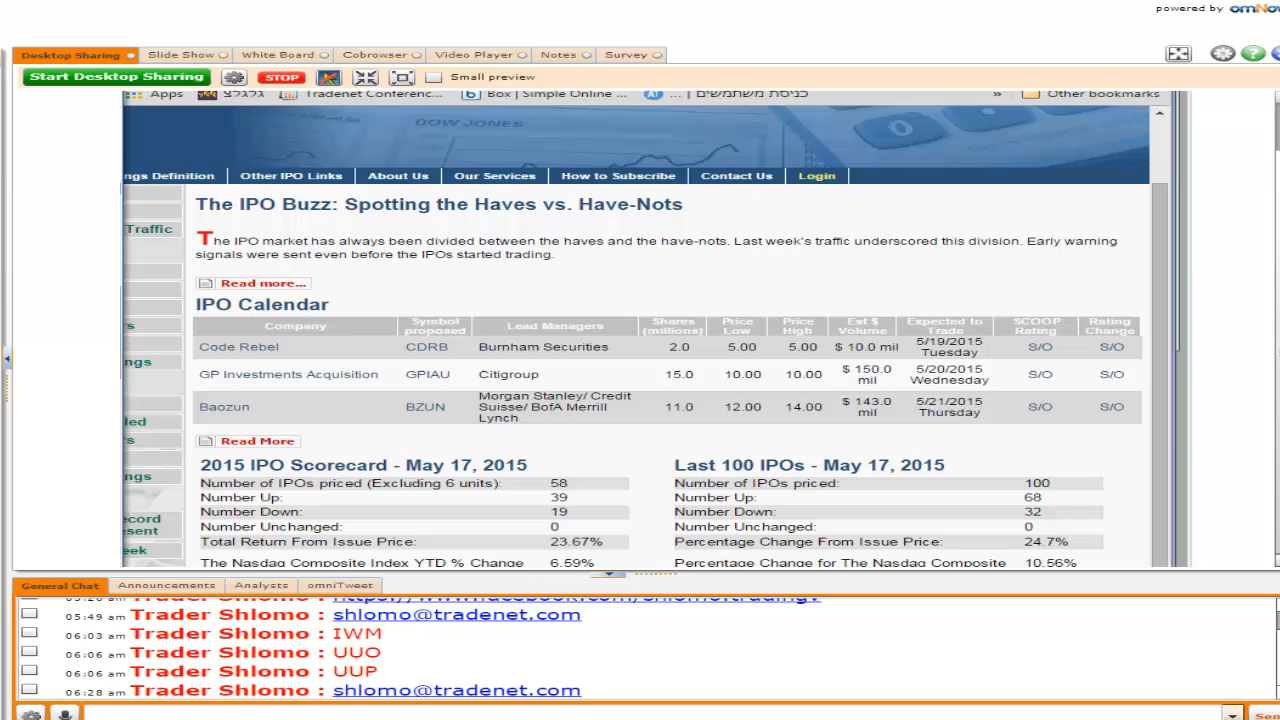 powered by
Desktop Sharing Slide Show White Board Cobrowser Video Player Notes Survey
Start Desktop Sharing STOP Small preview
Apps גלגלצ Tradenet Conferenc... Box | Simple Online ... ... | כניסת משתמשים » Other bookmarks
DOW JONES
ngs Definition Other IPO Links About Us Our Services How to Subscribe Contact Us Login
The IPO Buzz: Spotting the Haves vs. Have-Nots
Traffic
The IPO market has always been divided between the haves and the have-nots. Last week's traffic underscored this division. Early warning
signals were sent even before the IPOs started trading.
Read more...
IPO Calendar
Company Symbol proposed Lead Managers Shares (millions) Price Low Price High Est $ Volume Expected to Trade SCOOP Rating Rating Change
Code Rebel CDRB Burnham Securities 2.0 5.00 5.00 $ 10.0 mil 5/19/2015 Tuesday S/O S/O
GP Investments Acquisition GPIAU Citigroup 15.0 10.00 10.00 $ 150.0 mil 5/20/2015 Wednesday S/O S/O
Baozun BZUN Morgan Stanley/ Credit Suisse/ BofA Merrill Lynch 11.0 12.00 14.00 $ 143.0 mil 5/21/2015 Thursday S/O S/O
Read More
2015 IPO Scorecard - May 17, 2015
Number of IPOs priced (Excluding 6 units): 58
Number Up: 39
Number Down: 19
Number Unchanged: 0
Total Return From Issue Price: 23.67%
The Nasdaq Composite Index YTD % Change 6.59%
Last 100 IPOs - May 17, 2015
Number of IPOs priced: 100
Number Up: 68
Number Down: 32
Number Unchanged: 0
Percentage Change From Issue Price: 24.7%
Percentage Change for The Nasdaq Composite 10.56%
General Chat Announcements Analysts omniTweet
Trader Shlomo :
05:49 am Trader Shlomo : shlomo@tradenet.com
06:03 am Trader Shlomo : IWM
06:06 am Trader Shlomo : UUO
06:06 am Trader Shlomo : UUP
06:28 am Trader Shlomo : shlomo@tradenet.com